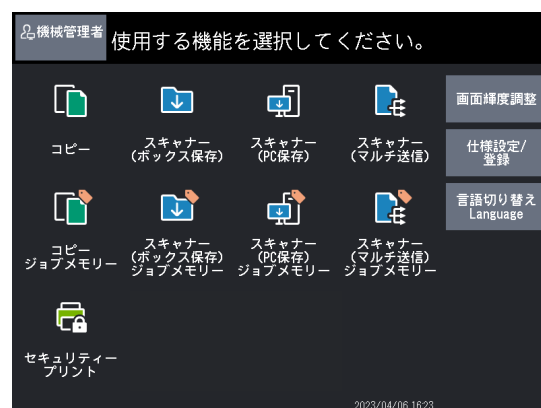 機械管理者
使用する機能を選択してください。
コピー
スキャナー
(ボックス保存)
スキャナー
(PC保存)
スキャナー
(マルチ送信)
画面輝度調整
仕様設定/
登録
言語切り替え
Language
コピー
ジョブメモリー
スキャナー
(ボックス保存)
ジョブメモリー
スキャナー
(PC保存)
ジョブメモリー
スキャナー
(マルチ送信)
ジョブメモリー
セキュリティー
プリント
2023/04/06 16:23